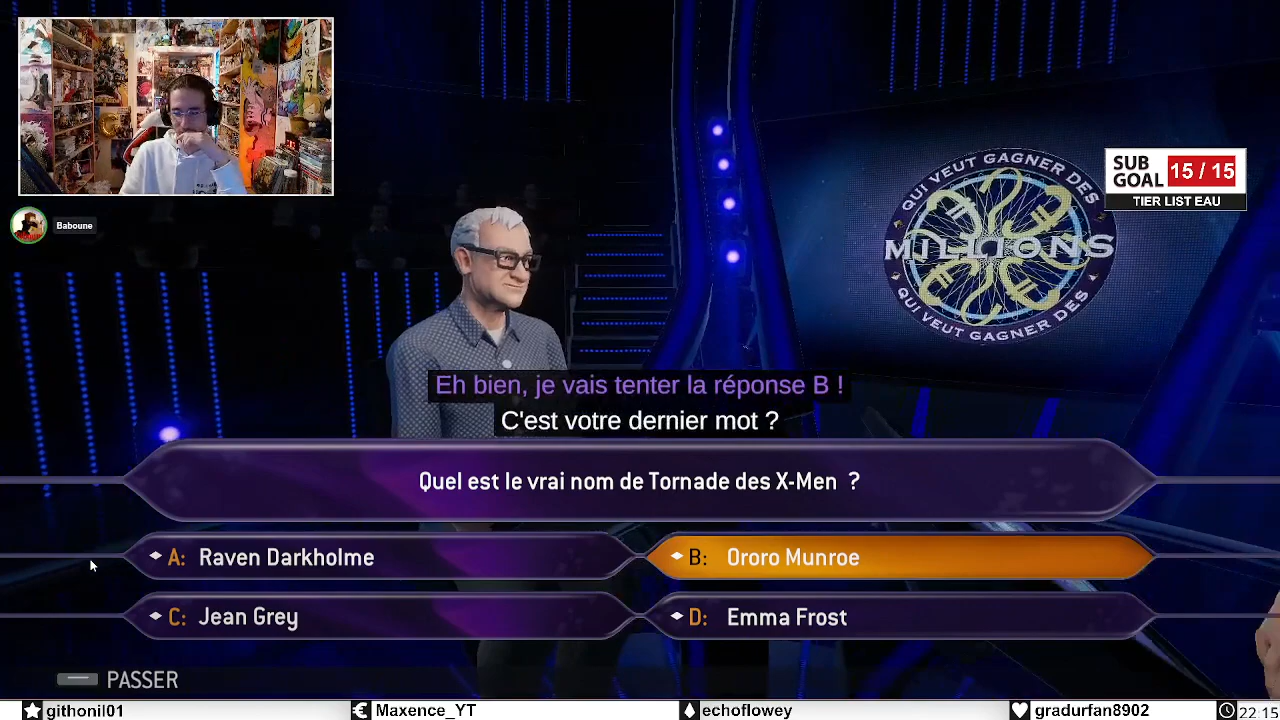 SUB GOAL 15 / 15
TIER LIST EAU
QUI VEUT GAGNER DES
MILLIONS
QUI VEUT GAGNER DES
Baboune
Eh bien, je vais tenter la réponse B !
C'est votre dernier mot ?
Quel est le vrai nom de Tornade des X-Men ?
A: Raven Darkholme
B: Ororo Munroe
C: Jean Grey
D: Emma Frost
PASSER
githonil01
Maxence_YT
echoflowey
gradurfan8902
22:15